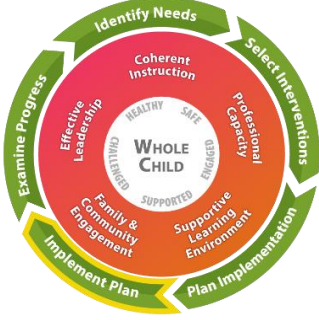 Identify Needs
Select Interventions
Plan Implementation
Implement Plan
Examine Progress
Coherent
Instruction
Professional
Capacity
Supportive
Learning
Environment
Family &
Community
Engagement
Effective
Leadership
HEALTHY
SAFE
ENGAGED
SUPPORTED
CHALLENGED
WHOLE
CHILD